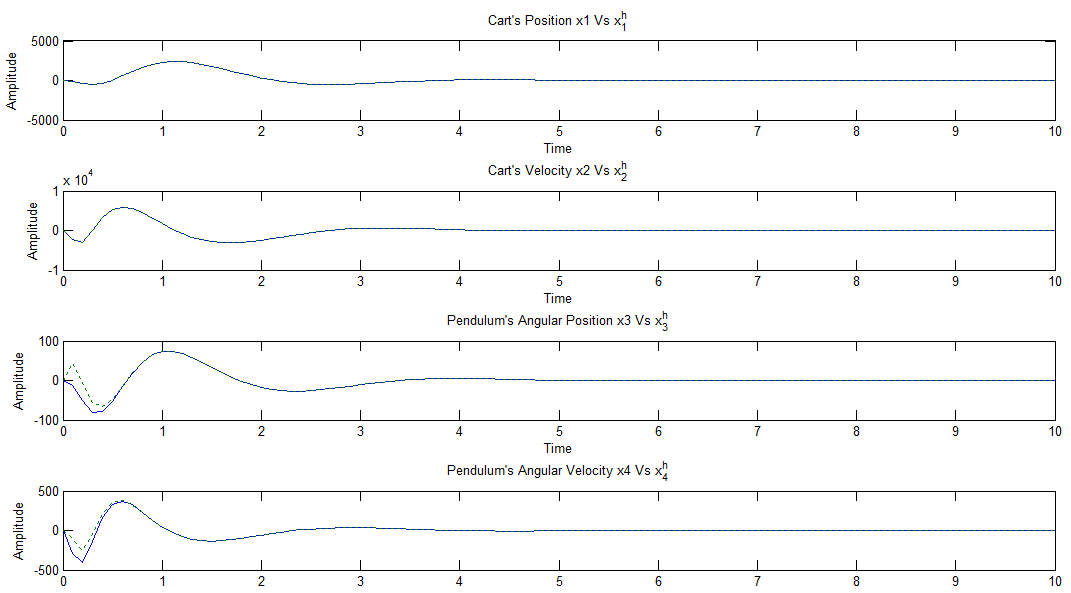 Cart's Position x1 Vs x₁ʰ
5000
0
-5000
Amplitude
0 1 2 3 4 5 6 7 8 9 10
Time
Cart's Velocity x2 Vs x₂ʰ
x 10⁴
1
0
-1
Amplitude
0 1 2 3 4 5 6 7 8 9 10
Time
Pendulum's Angular Position x3 Vs x₃ʰ
100
0
-100
Amplitude
0 1 2 3 4 5 6 7 8 9 10
Time
Pendulum's Angular Velocity x4 Vs x₄ʰ
500
0
-500
Amplitude
0 1 2 3 4 5 6 7 8 9 10